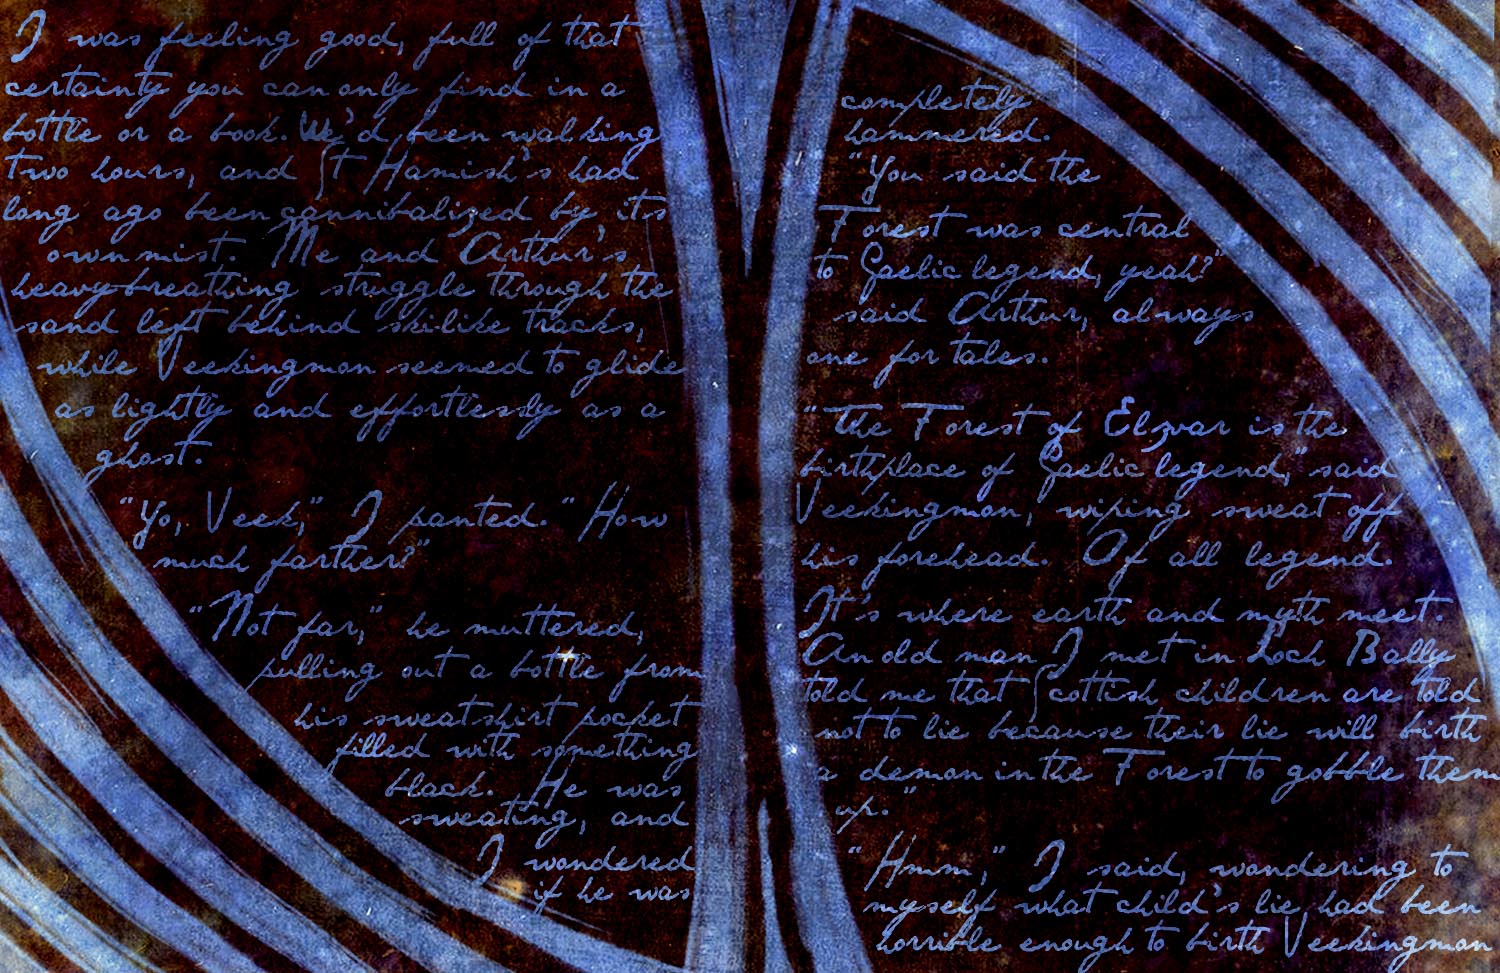 I was feeling good, full of that
certainty you can only find in a
bottle or a book. We'd been walking
two hours, and St Hamish's had
long ago been cannibalized by its
own mist. Me and Arthur's
heavy-breathing struggle through the
sand left behind ski-like tracks,
while Veekingmon seemed to glide
as lightly and effortlessly as a
ghost.
"Yo, Veek," I panted. "How
much farther?"
"Not far," he muttered,
pulling out a bottle from
his sweatshirt pocket
filled with something
black. He was
sweating, and
I wondered
if he was
completely
hammered.
"You said the
Forest was central
to Gaelic legend, yeah?"
said Arthur, always
one for tales.
"The Forest of Elzvar is the
birthplace of Gaelic legend," said
Veekingmon, wiping sweat off
his forehead. Of all legend.
It's where earth and myth meet.
An old man I met in Loch Bally
told me that Scottish children are told
not to lie because their lie will birth
a demon in the Forest to gobble them
up."
"Hmm," I said, wondering to
myself what child's lie had been
horrible enough to birth Veekingmon